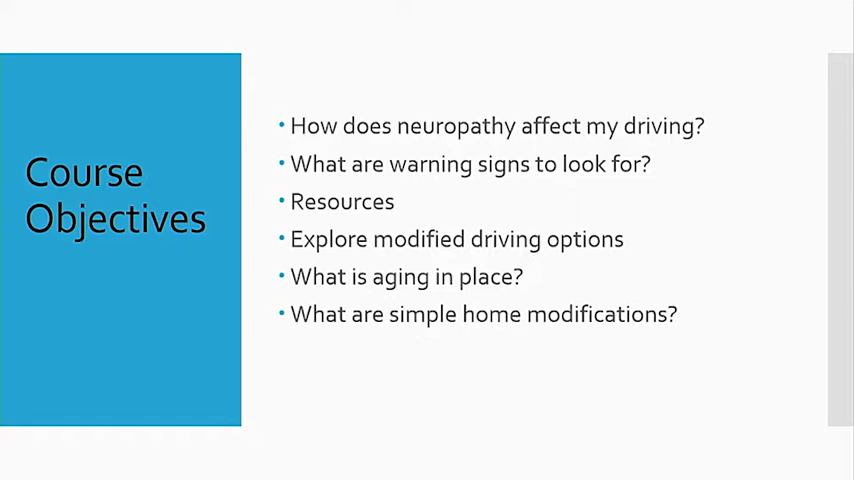 Course
Objectives
• How does neuropathy affect my driving?
• What are warning signs to look for?
• Resources
• Explore modified driving options
• What is aging in place?
• What are simple home modifications?